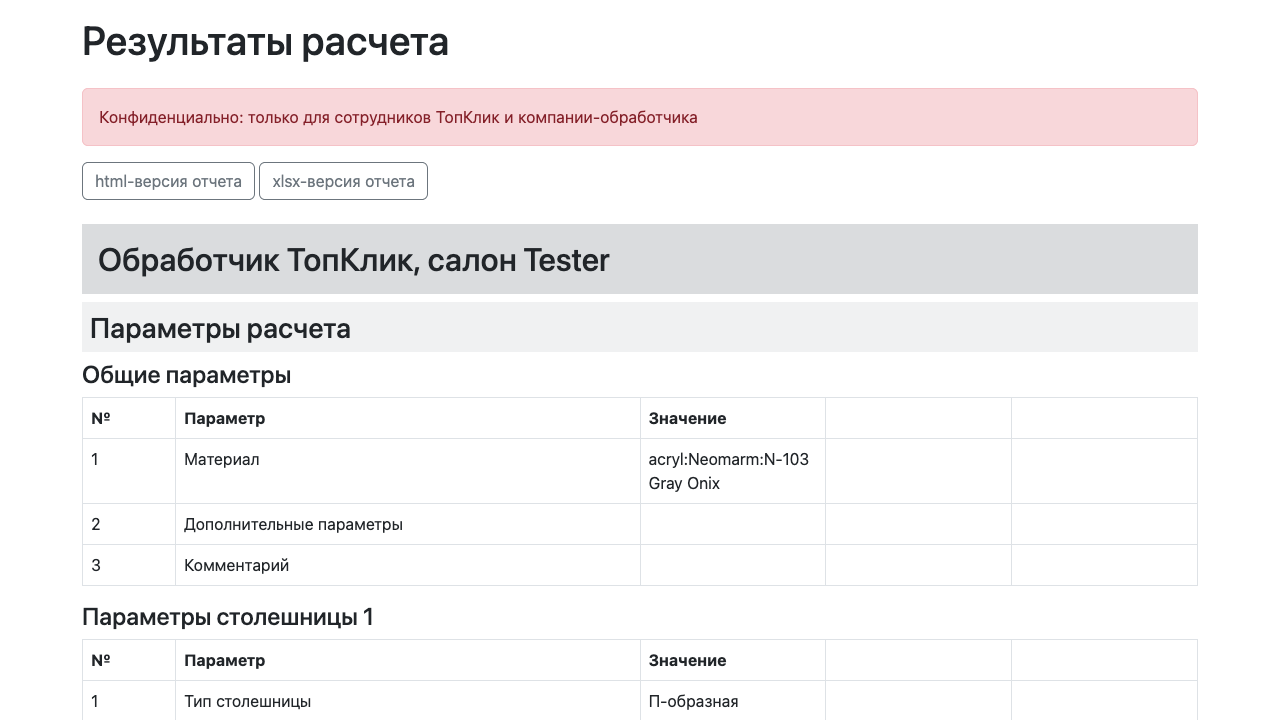 Результаты расчета
Конфиденциально: только для сотрудников ТопКлик и компании-обработчика
html-версия отчета xlsx-версия отчета
Обработчик ТопКлик, салон Tester
Параметры расчета
Общие параметры
№ Параметр Значение
1 Материал acryl:Neomarm:N-103
Gray Onix
2 Дополнительные параметры
3 Комментарий
Параметры столешницы 1
№ Параметр Значение
1 Тип столешницы П-образная